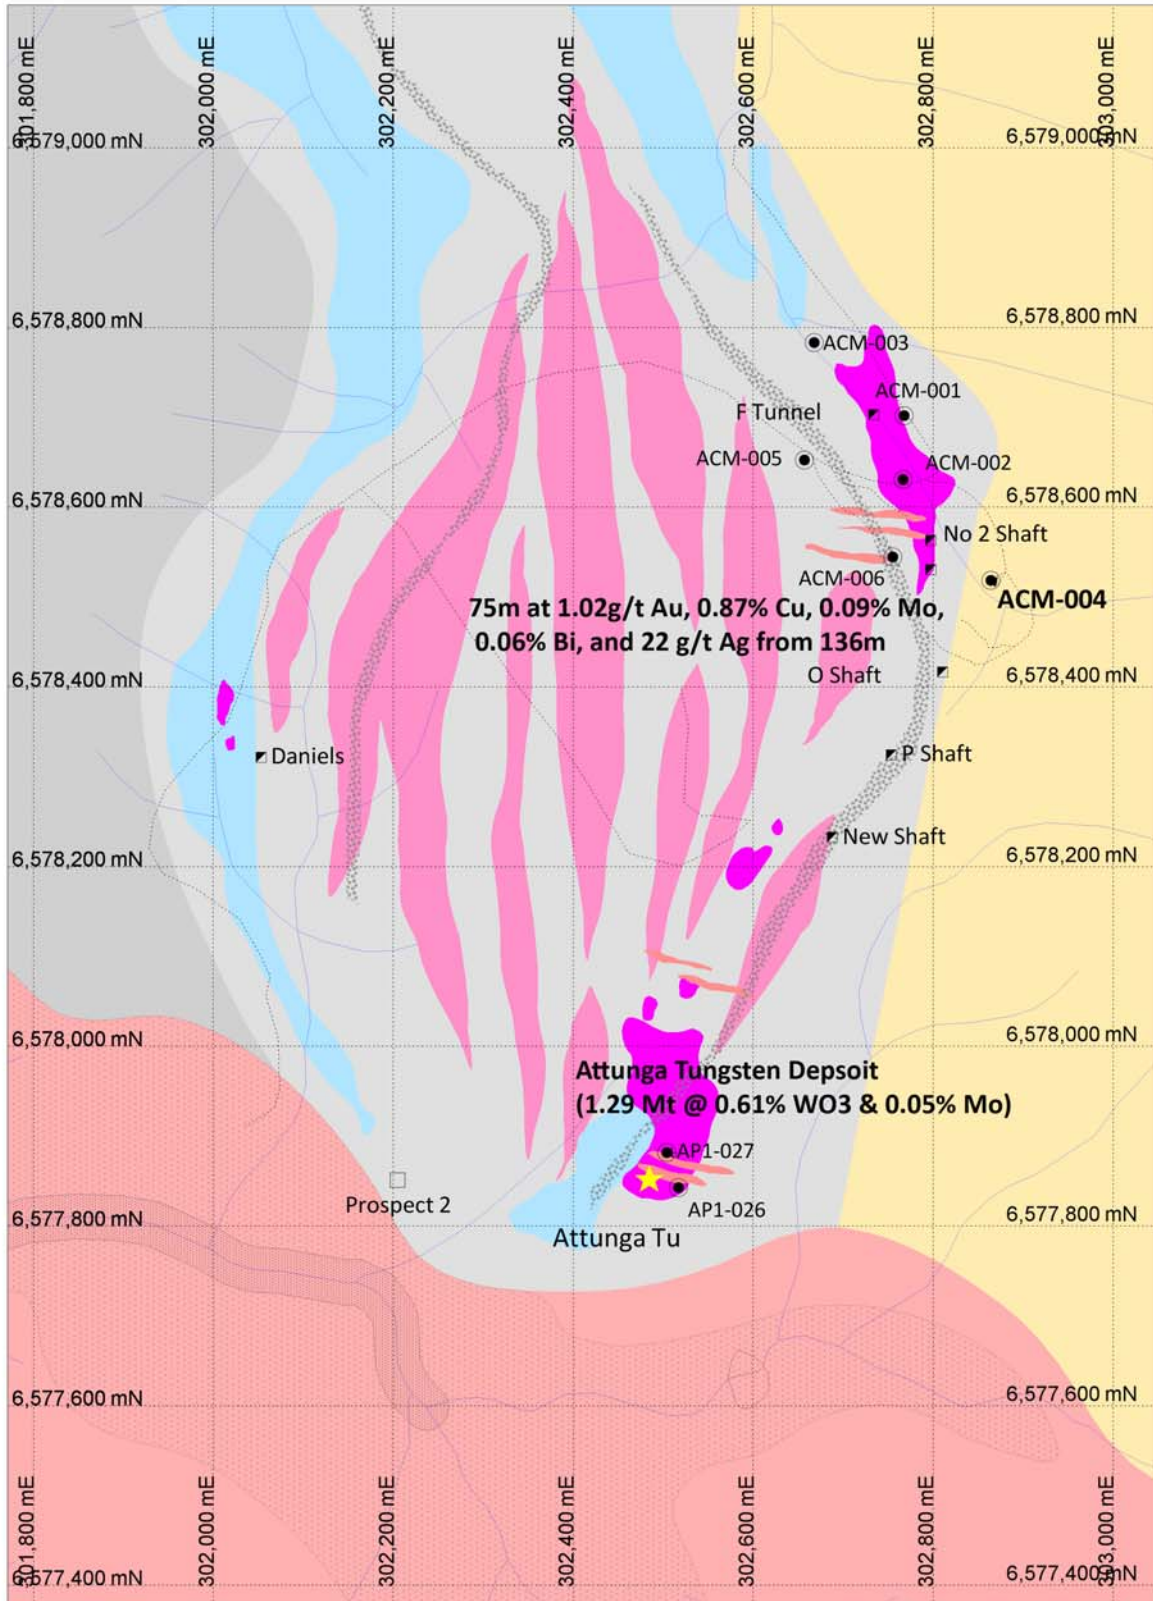 301,800 mE
302,000 mE
302,200 mE
302,400 mE
302,600 mE
302,800 mE
303,000 mE
6,579,000 mN
6,579,000 mN
6,578,800 mN
6,578,800 mN
ACM-003
ACM-001
F Tunnel
ACM-005
ACM-002
6,578,600 mN
6,578,600 mN
No 2 Shaft
ACM-006
ACM-004
75m at 1.02g/t Au, 0.87% Cu, 0.09% Mo,
0.06% Bi, and 22 g/t Ag from 136m
O Shaft
6,578,400 mN
6,578,400 mN
Daniels
P Shaft
New Shaft
6,578,200 mN
6,578,200 mN
6,578,000 mN
6,578,000 mN
Attunga Tungsten Depsoit
(1.29 Mt @ 0.61% WO3 & 0.05% Mo)
AP1-027
Prospect 2
AP1-026
6,577,800 mN
6,577,800 mN
Attunga Tu
6,577,600 mN
6,577,600 mN
301,800 mE
302,000 mE
302,200 mE
302,400 mE
302,600 mE
302,800 mE
303,000 mE
6,577,400 mN
6,577,400 mN